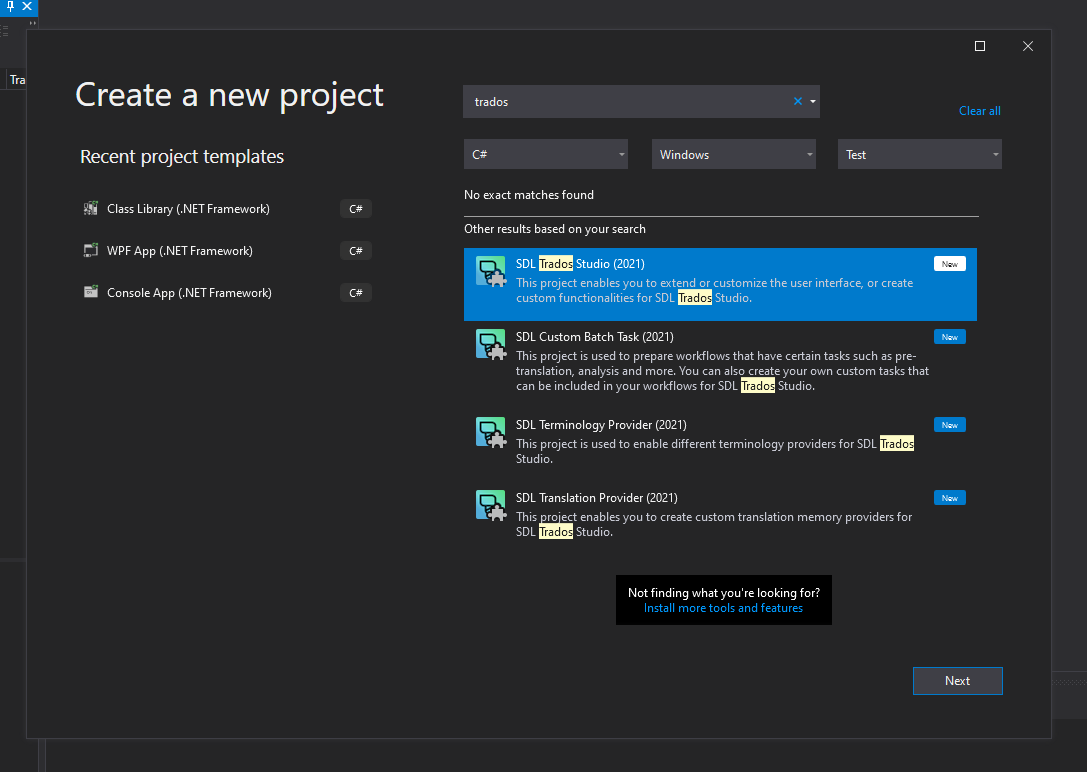 Tra
Create a new project
Recent project templates
Class Library (.NET Framework)
C#
WPF App (.NET Framework)
C#
Console App (.NET Framework)
C#
trados
Clear all
C#
Windows
Test
No exact matches found
Other results based on your search
SDL Trados Studio (2021)
New
This project enables you to extend or customize the user interface, or create
custom functionalities for SDL Trados Studio.
SDL Custom Batch Task (2021)
New
This project is used to prepare workflows that have certain tasks such as pre-
translation, analysis and more. You can also create your own custom tasks that
can be included in your workflows for SDL Trados Studio.
SDL Terminology Provider (2021)
New
This project is used to enable different terminology providers for SDL Trados
Studio.
SDL Translation Provider (2021)
New
This project enables you to create custom translation memory providers for
SDL Trados Studio.
Not finding what you're looking for?
Install more tools and features
Next